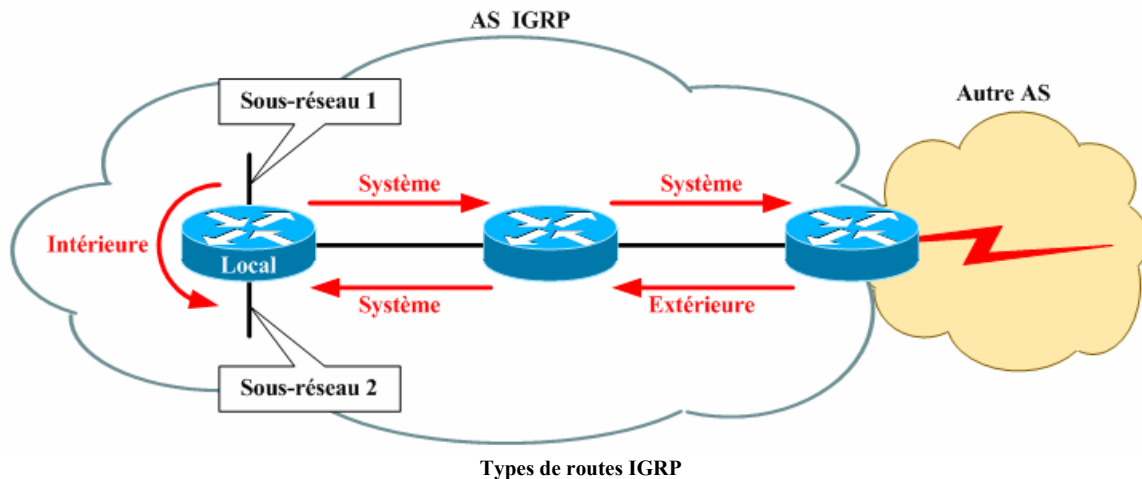 AS IGRP
Sous-réseau 1
Autre AS
Système
Système
Intérieure
Local
Système
Extérieure
Sous-réseau 2
Types de routes IGRP